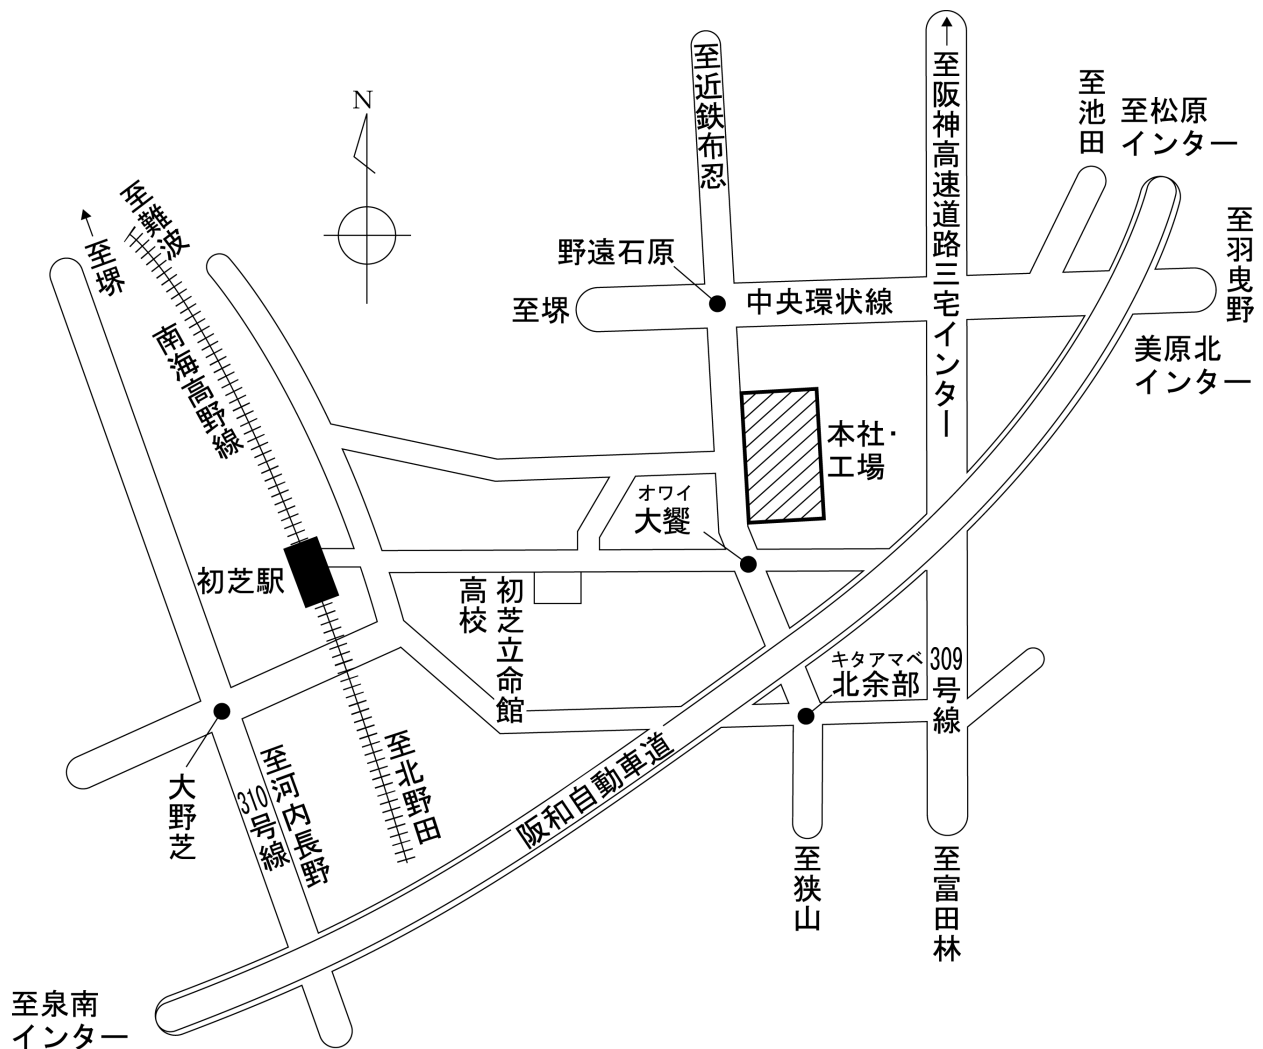 N
至近鉄布忍
至阪神高速道路三宅インター
至池田
至松原
インター
至羽曳野
至難波
至堺
野遠石原
至堺
中央環状線
美原北
インター
南海高野線
本社・
工場
オワイ
大饗
初芝駅
初芝立命館
高校
キタアマベ
北余部
309
号線
大野芝
310
号線
至河内長野
至北野田
阪和自動車道
至狭山
至富田林
至泉南
インター